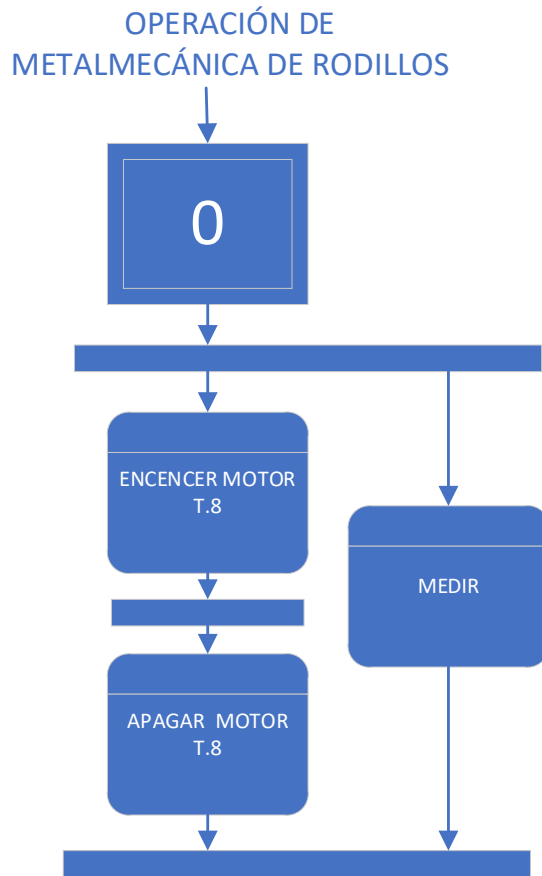 OPERACIÓN DE
METALMECÁNICA DE RODILLOS
0
ENCENCER MOTOR
T.8
MEDIR
APAGAR MOTOR
T.8